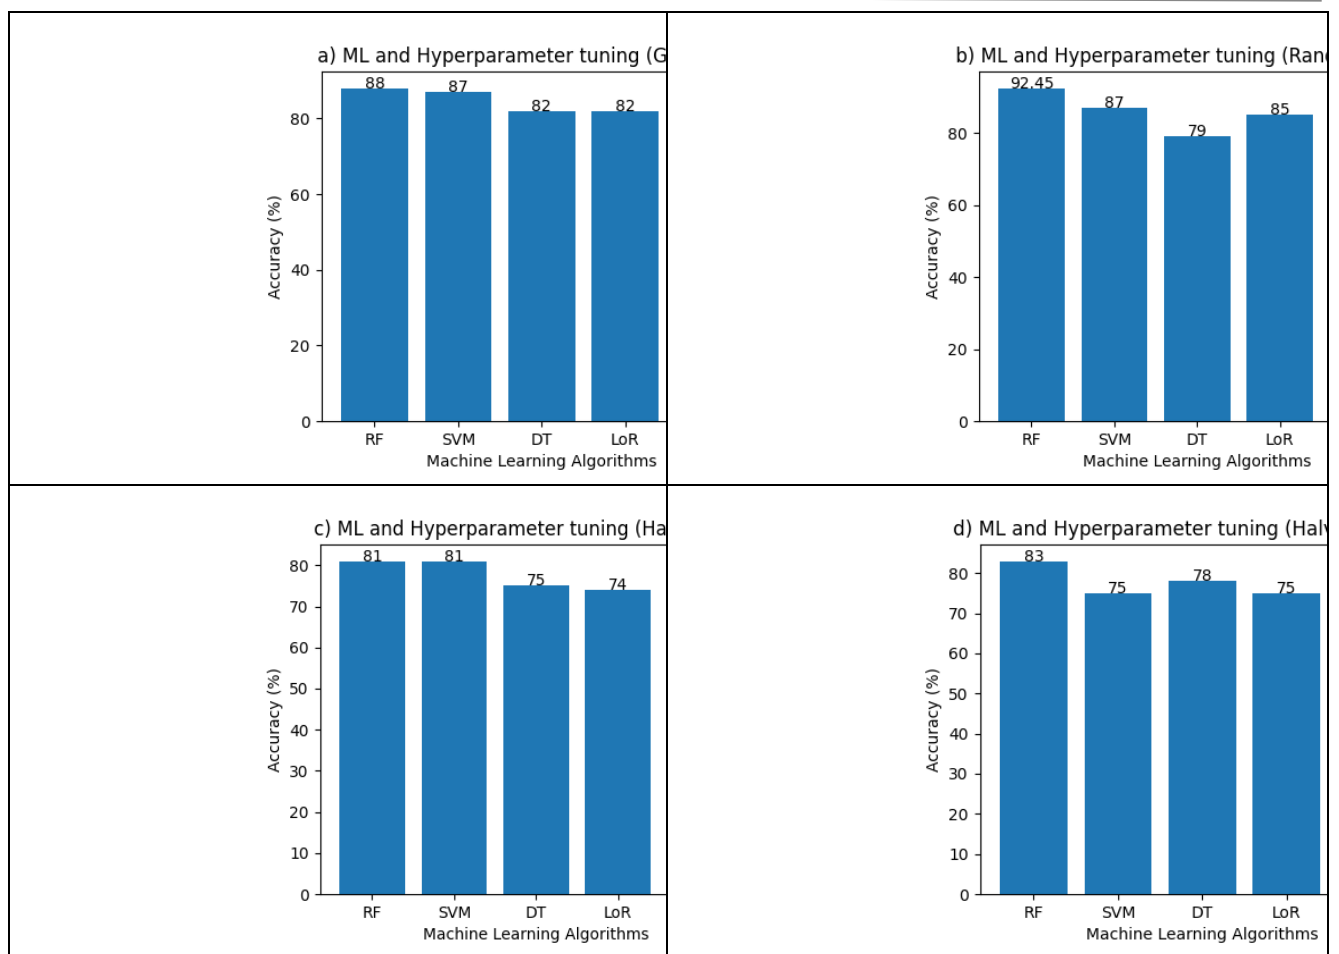 a) ML and Hyperparameter tuning (G
88
87
82
82
80
60
40
20
0
Accuracy (%)
RF SVM DT LoR
Machine Learning Algorithms
b) ML and Hyperparameter tuning (Ran
92.45
87
79
85
80
60
40
20
0
Accuracy (%)
RF SVM DT LoR
Machine Learning Algorithms
c) ML and Hyperparameter tuning (Ha
81
81
75
74
80
70
60
50
40
30
20
10
0
Accuracy (%)
RF SVM DT LoR
Machine Learning Algorithms
d) ML and Hyperparameter tuning (Halv
83
75
78
75
80
70
60
50
40
30
20
10
0
Accuracy (%)
RF SVM DT LoR
Machine Learning Algorithms